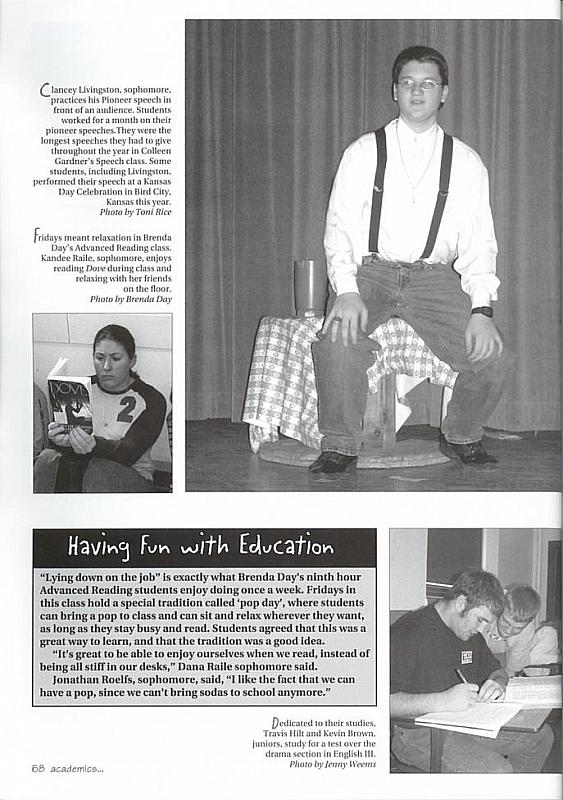 Clancey Livingston, sophomore,
practices his Pioneer speech in
front of an audience. Students
worked for a month on their
pioneer speeches.They were the
longest speeches they had to give
throughout the year in Colleen
Gardner's Speech class. Some
students, including Livingston,
performed their speech at a Kansas
Day Celebration in Bird City,
Kansas this year.
Photo by Toni Rice
Fridays meant relaxation in Brenda
Day's Advanced Reading class.
Kandee Raile, sophomore, enjoys
reading Dove during class and
relaxing with her friends
on the floor.
Photo by Brenda Day
DOVE
2
Having Fun with Education
"Lying down on the job" is exactly what Brenda Day's ninth hour
Advanced Reading students enjoy doing once a week. Fridays in
this class hold a special tradition called 'pop day', where students
can bring a pop to class and can sit and relax wherever they want,
as long as they stay busy and read. Students agreed that this was a
great way to learn, and that the tradition was a good idea.
"It's great to be able to enjoy ourselves when we read, instead of
being all stiff in our desks," Dana Raile sophomore said.
Jonathan Roelfs, sophomore, said, "I like the fact that we can
have a pop, since we can't bring sodas to school anymore."
Dedicated to their studies,
Travis Hilt and Kevin Brown,
juniors, study for a test over the
drama section in English III.
Photo by Jenny Weems
68 academics...